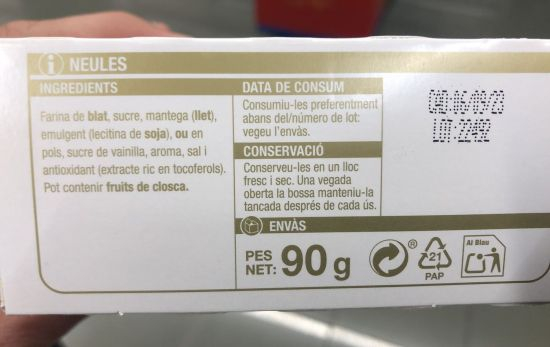 NEULES
INGREDIENTS
Farina de blat, sucre, mantega (llet),
emulgent (lecitina de soja), ou en
pols, sucre de vainilla, aroma, sal i
antioxidant (extracte ric en tocoferols).
Pot contenir fruits de closca.
DATA DE CONSUM
Consumiu-les preferentment
abans del/número de lot:
vegeu l'envàs.
CONSERVACIÓ
Conserveu-les en un lloc
fresc i sec. Una vegada
oberta la bossa manteniu-la
tancada després de cada ús.
ENVÀS
PES
NET: 90 g
®
21
PAP
Al Blau